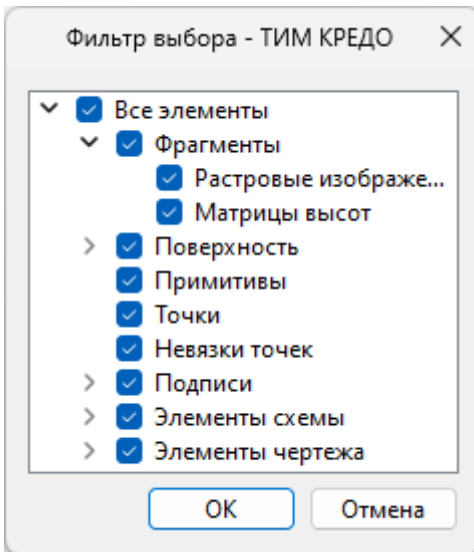 Фильтр выбора - ТИМ КРЕДО
Все элементы
Фрагменты
Растровые изображе...
Матрицы высот
Поверхность
Примитивы
Точки
Невязки точек
Подписи
Элементы схемы
Элементы чертежа
ОК Отмена